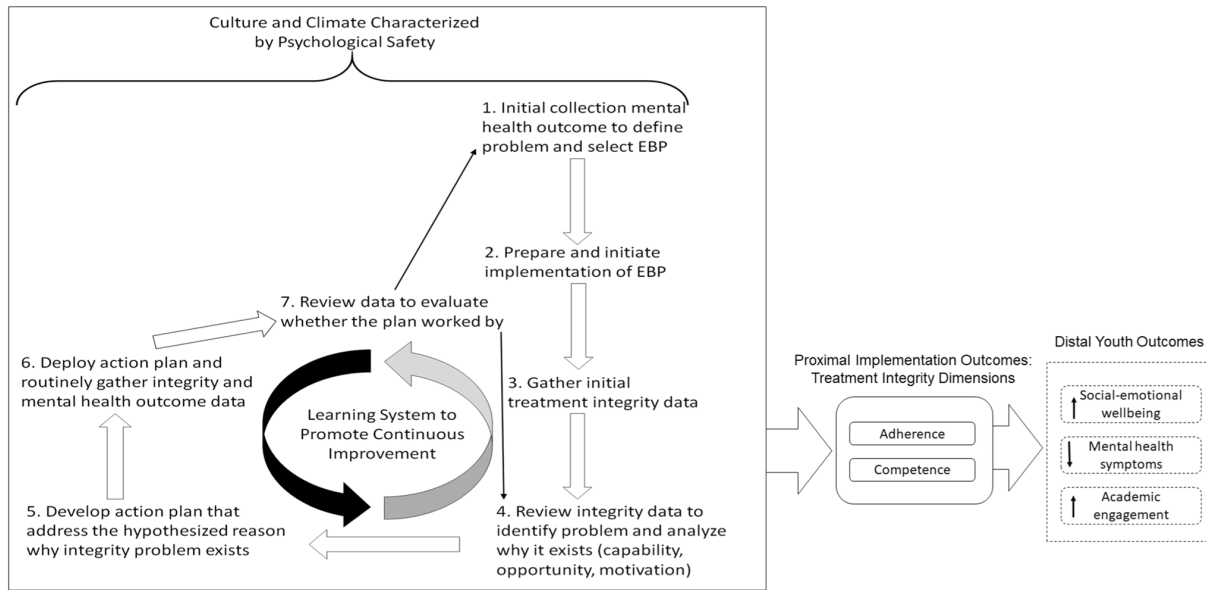 Culture and Climate Characterized
by Psychological Safety
1. Initial collection mental
health outcome to define
problem and select EBP
2. Prepare and initiate
implementation of EBP
3. Gather initial
treatment integrity data
4. Review integrity data to
identify problem and analyze
why it exists (capability,
opportunity, motivation)
5. Develop action plan that
address the hypothesized reason
why integrity problem exists
6. Deploy action plan and
routinely gather integrity and
mental health outcome data
7. Review data to evaluate
whether the plan worked by
Learning System to
Promote Continuous
Improvement
Proximal Implementation Outcomes:
Treatment Integrity Dimensions
Adherence
Competence
Distal Youth Outcomes
Social-emotional
wellbeing
Mental health
symptoms
Academic
engagement